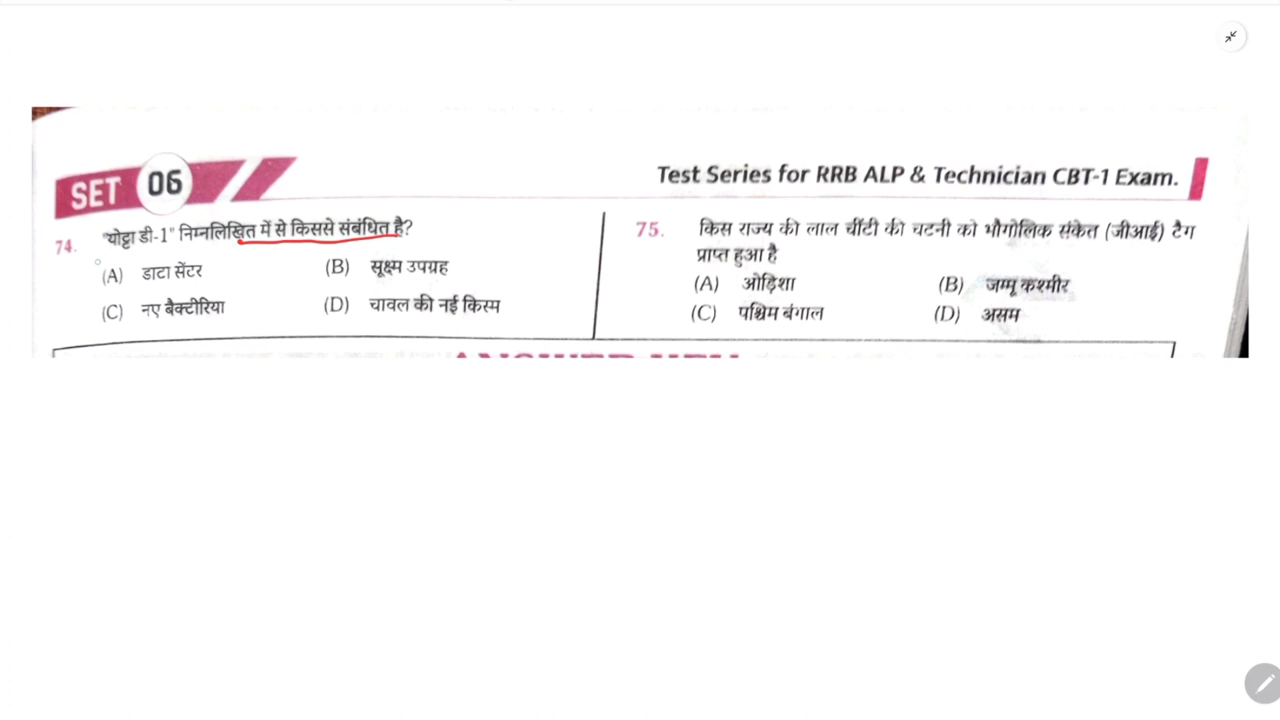 SET 06
Test Series for RRB ALP & Technician CBT-1 Exam.
74. "योट्टा डी-1" निम्नलिखित में से किससे संबंधित है?
(A) डाटा सेंटर
(B) सूक्ष्म उपग्रह
(C) नए बैक्टीरिया
(D) चावल की नई किस्म
75. किस राज्य की लाल चींटी की चटनी को भौगोलिक संकेत (जीआई) टैग
प्राप्त हुआ है
(A) ओड़िशा
(B) जम्मू कश्मीर
(C) पश्चिम बंगाल
(D) असम